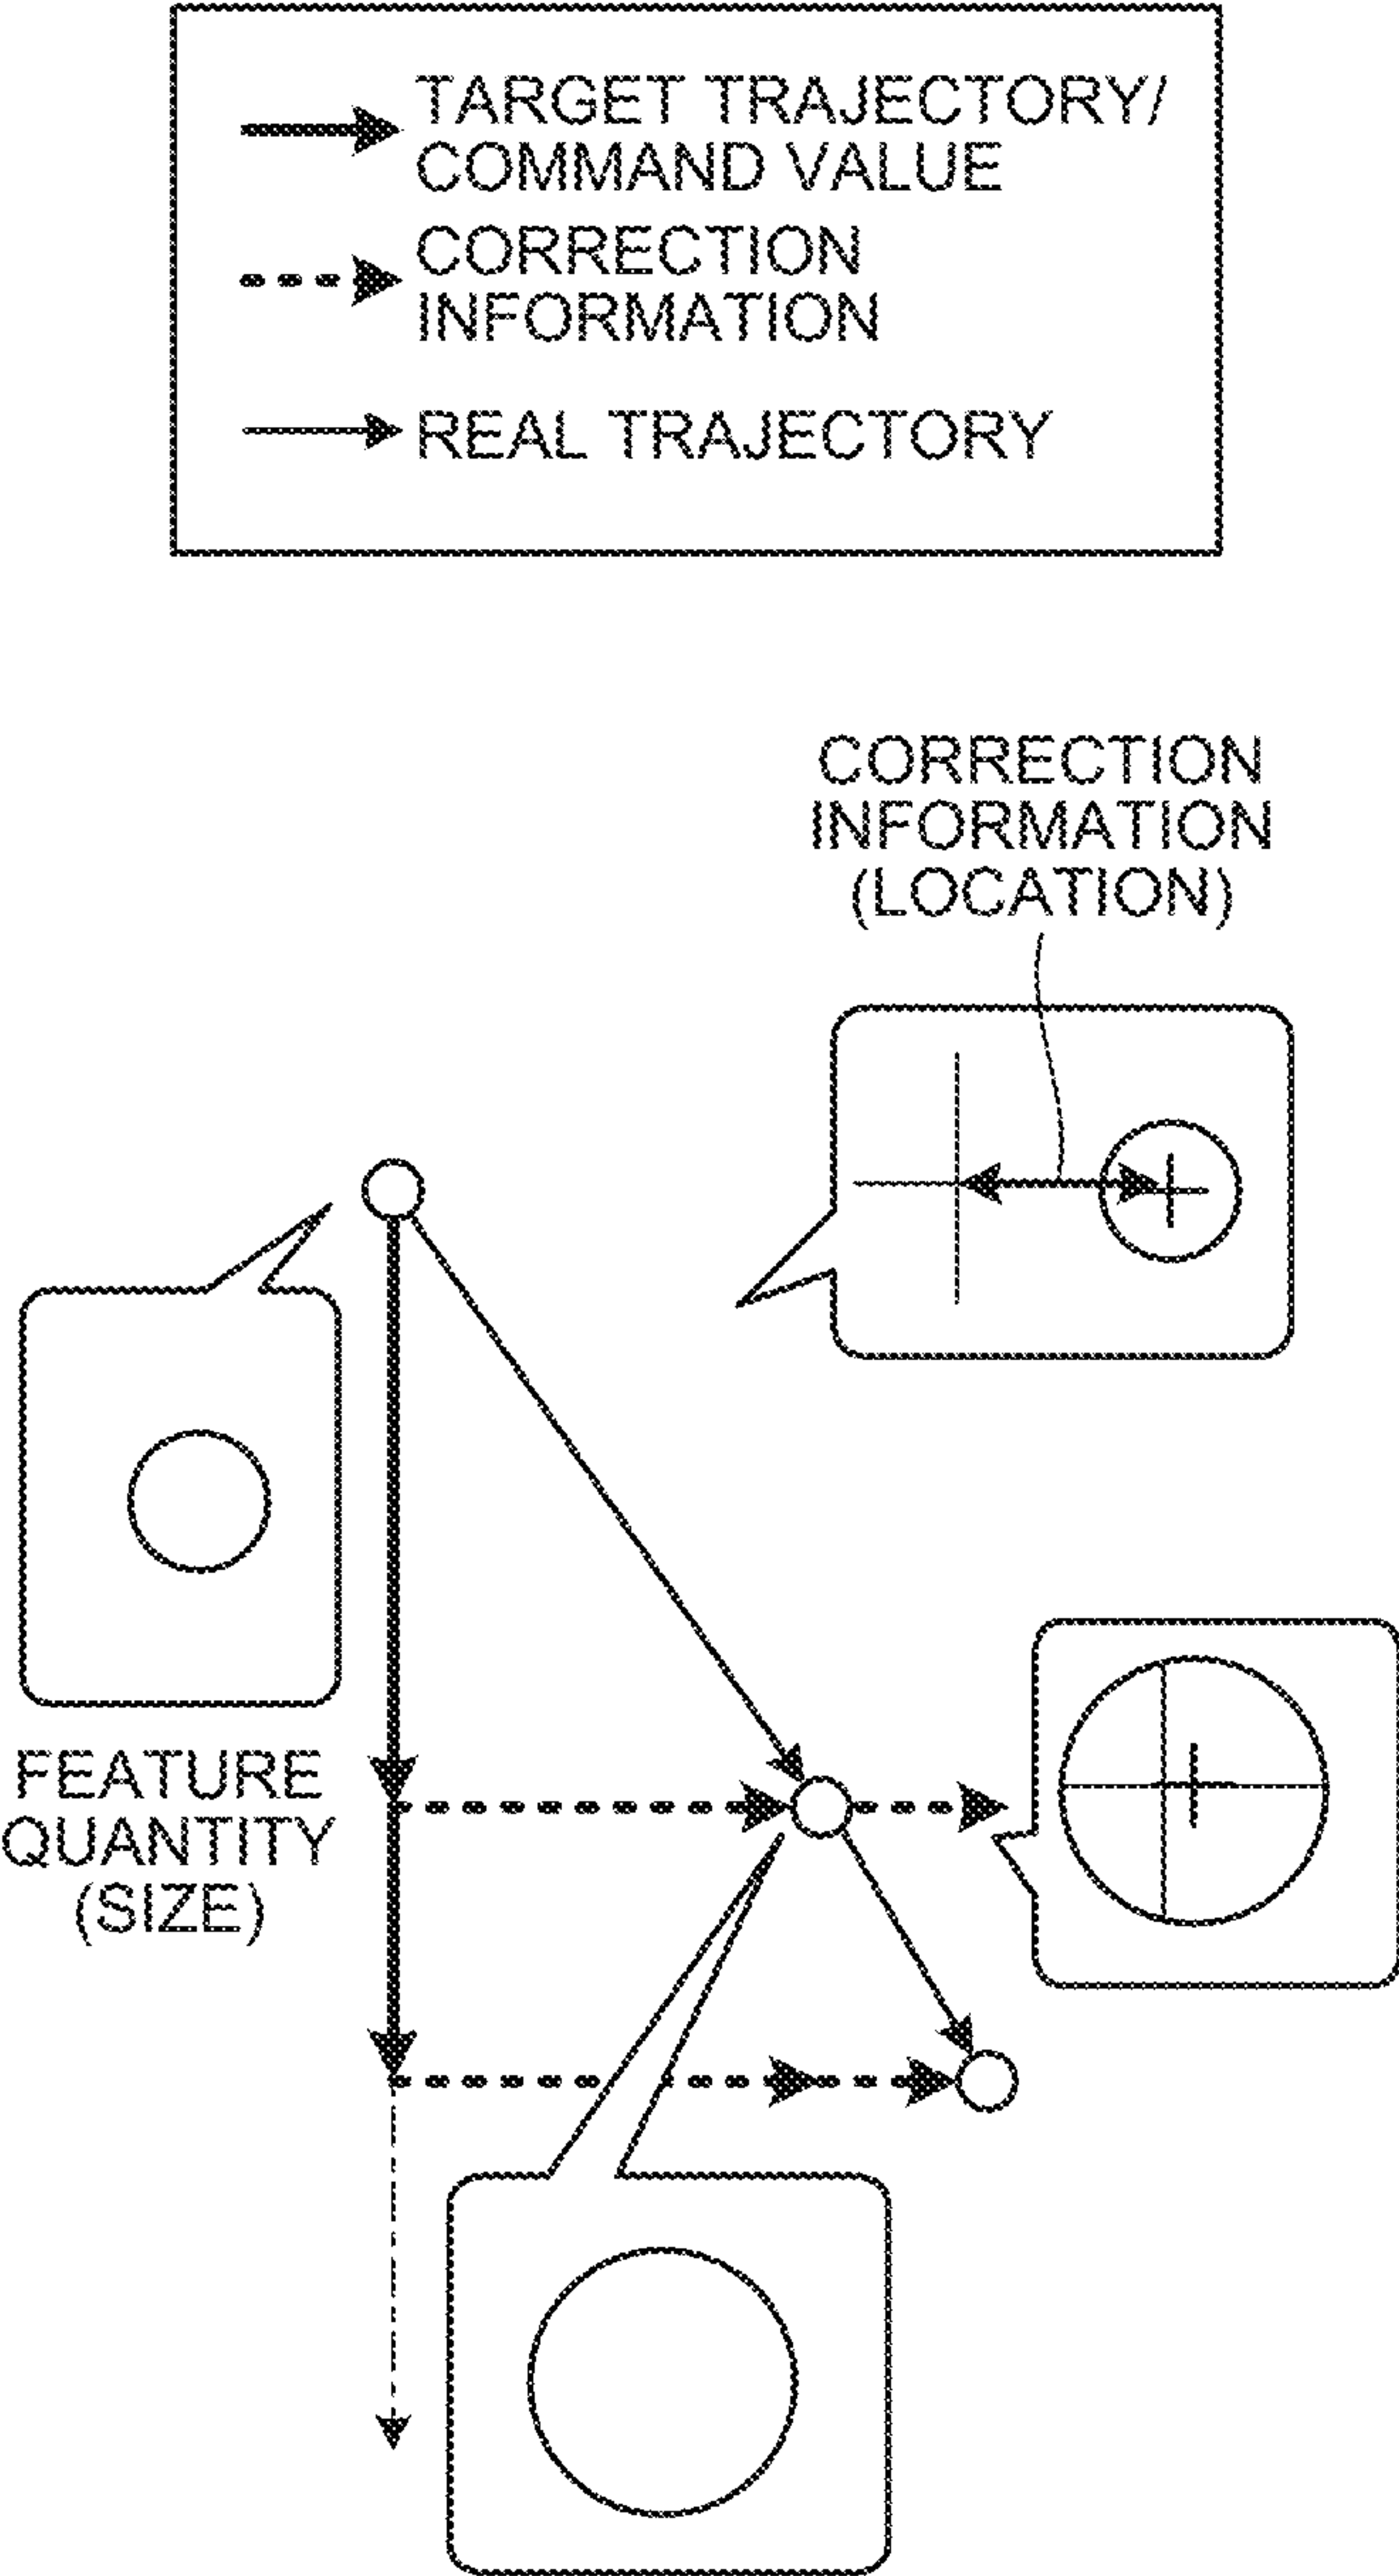 TARGET TRAJECTORY/
COMMAND VALUE
CORRECTION
INFORMATION
REAL TRAJECTORY
CORRECTION
INFORMATION
(LOCATION)
FEATURE
QUANTITY
(SIZE)